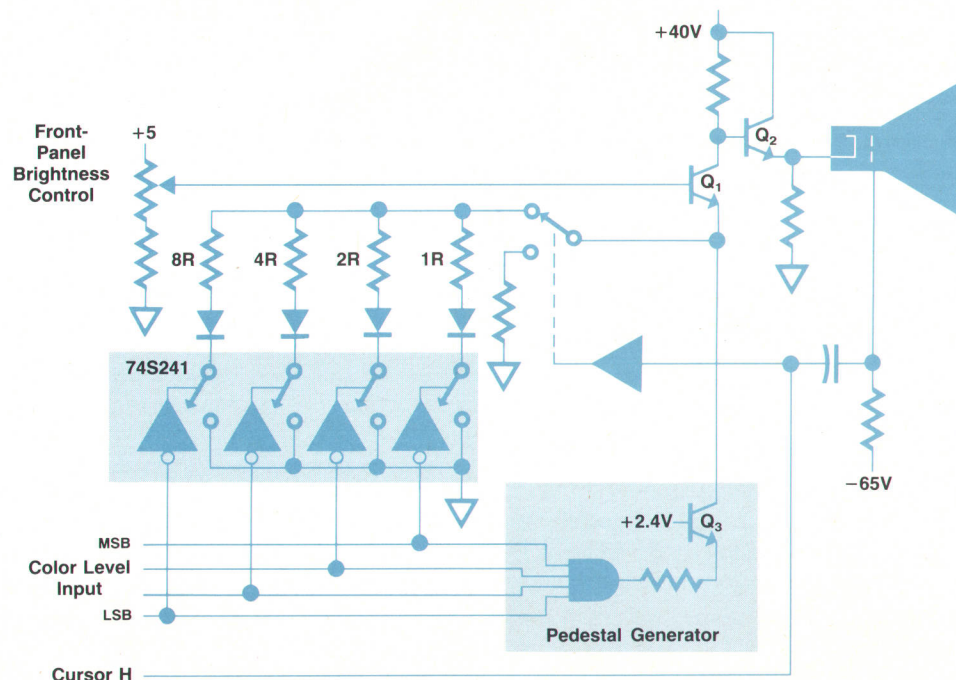 +40V
Front-
Panel
Brightness
Control
+5
Q2
Q1
8R
4R
2R
1R
74S241
−65V
+2.4V
Q3
MSB
Color Level
Input
LSB
Pedestal Generator
Cursor H